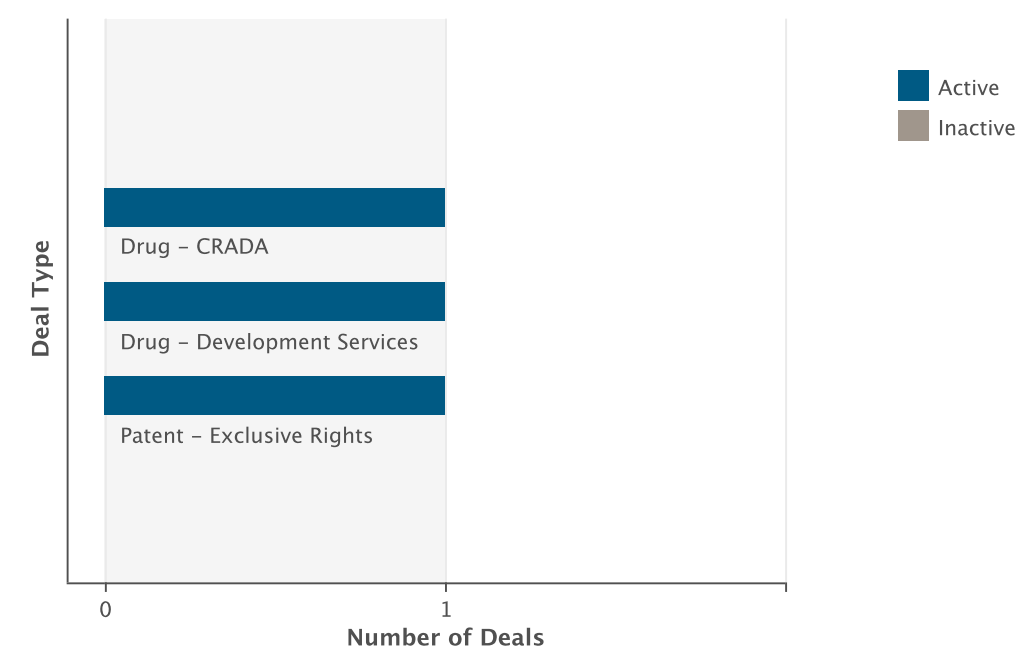 Active
Inactive
Drug – CRADA
Drug – Development Services
Patent – Exclusive Rights
Deal Type
0
1
Number of Deals